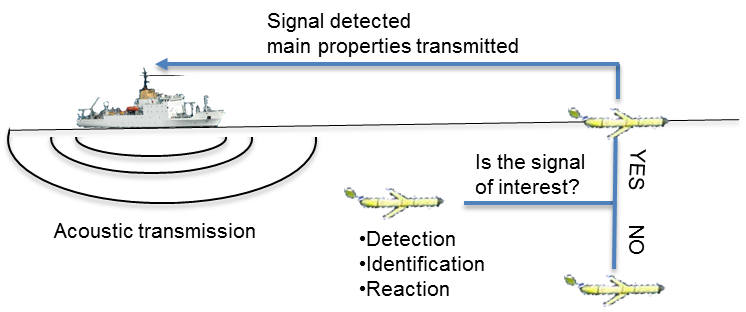 Signal detected
main properties transmitted
Is the signal
of interest?
YES
NO
Acoustic transmission
•Detection
•Identification
•Reaction